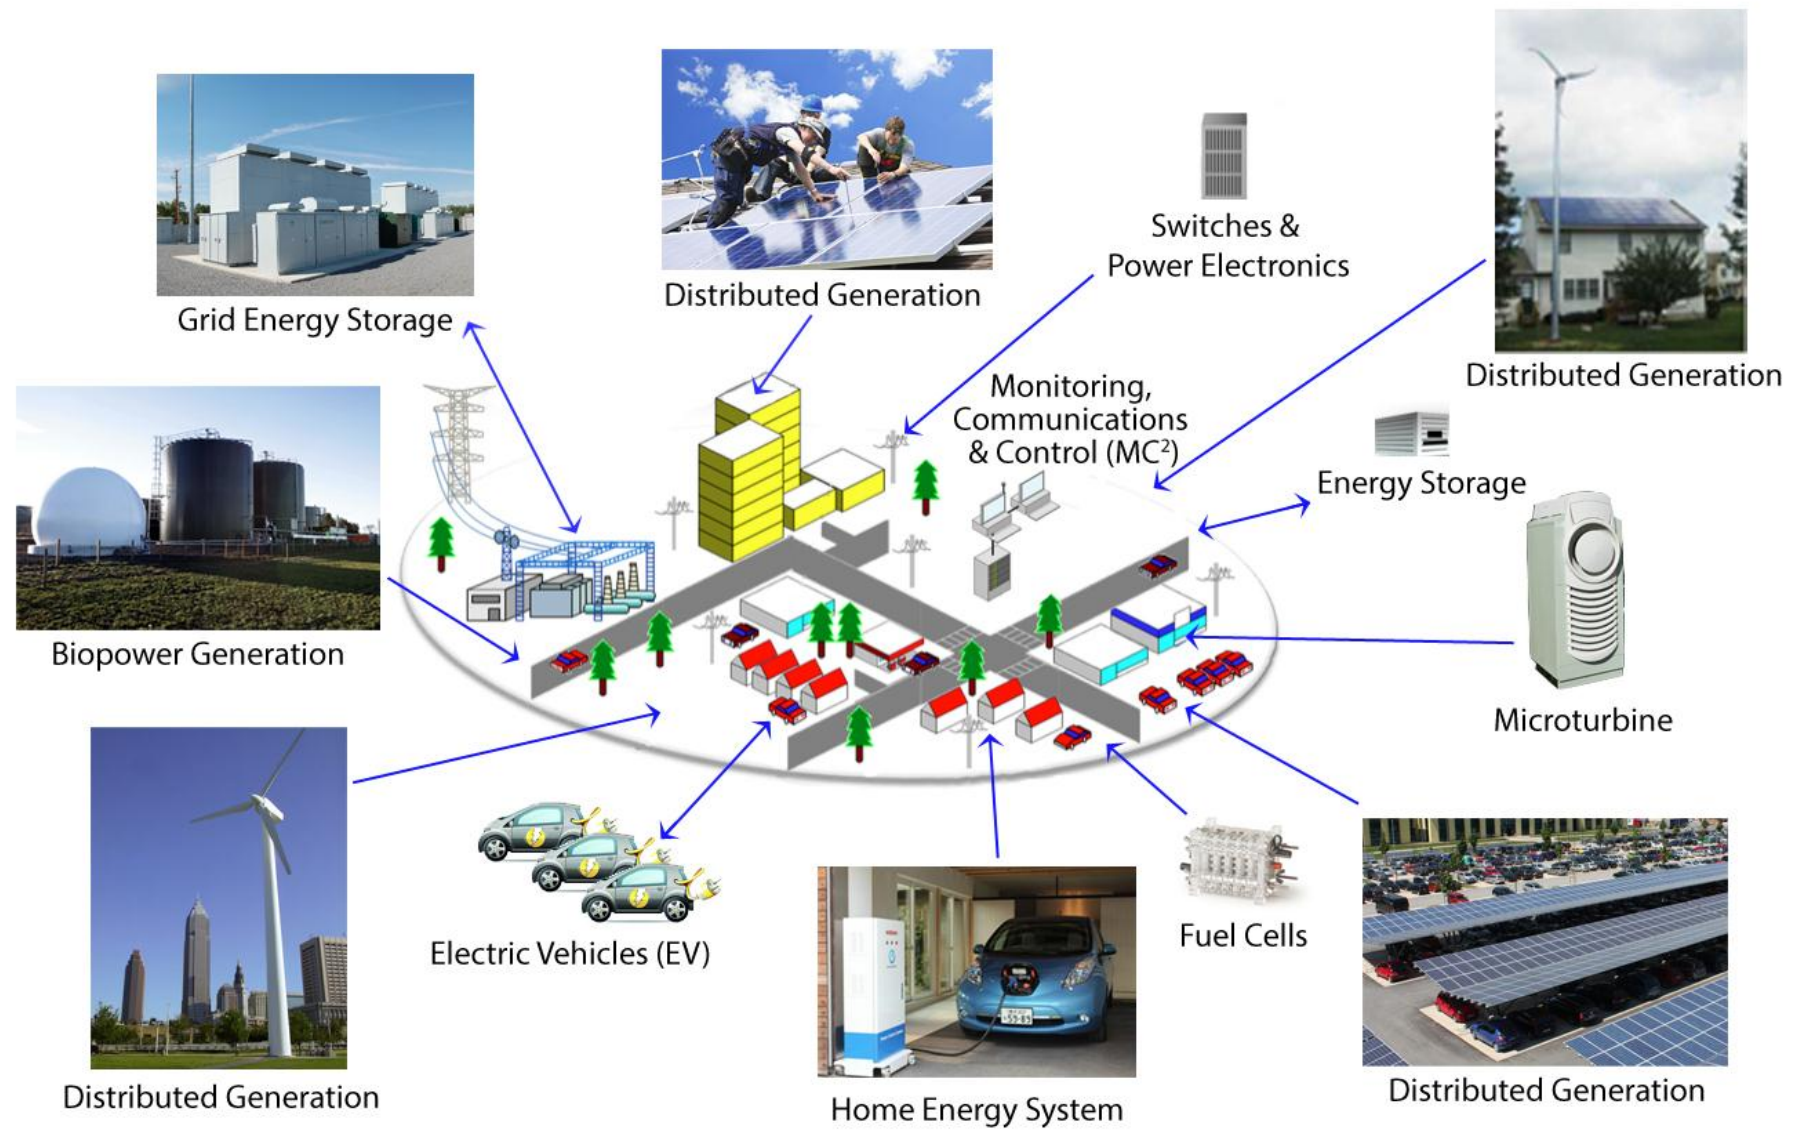 Switches &
Power Electronics
Distributed Generation
Grid Energy Storage
Monitoring,
Communications
& Control (MC²)
Distributed Generation
Energy Storage
Biopower Generation
Microturbine
Electric Vehicles (EV)
Fuel Cells
Distributed Generation
Home Energy System
Distributed Generation